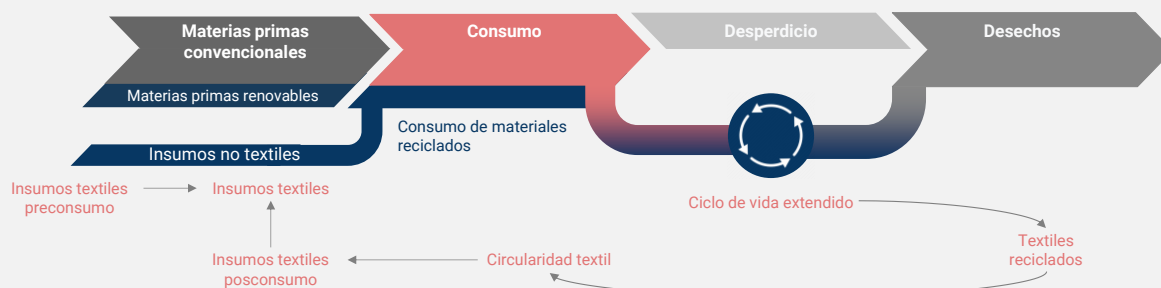 Materias primas
convencionales
Consumo
Desperdicio
Desechos
Materias primas renovables
Consumo de materiales
reciclados
Insumos no textiles
Insumos textiles
preconsumo
Insumos textiles
Ciclo de vida extendido
Textiles
reciclados
Insumos textiles
posconsumo
Circularidad textil